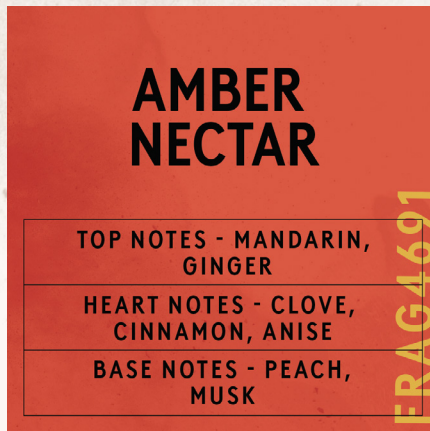 AMBER
NECTAR
TOP NOTES - MANDARIN,
GINGER
HEART NOTES - CLOVE,
CINNAMON, ANISE
BASE NOTES - PEACH,
MUSK
FRAG4691